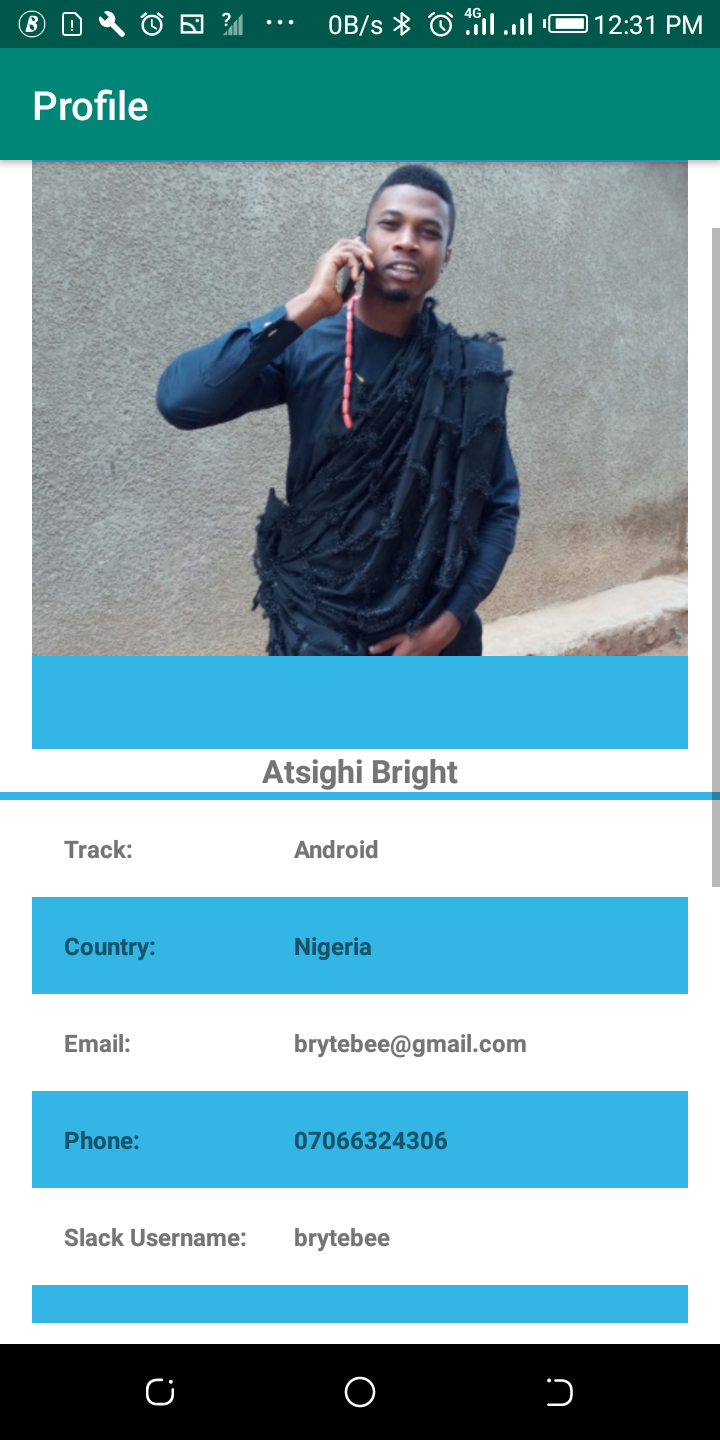 0B/s 4G 12:31 PM
Profile
Atsighi Bright
Track: Android
Country: Nigeria
Email: brytebee@gmail.com
Phone: 07066324306
Slack Username: brytebee